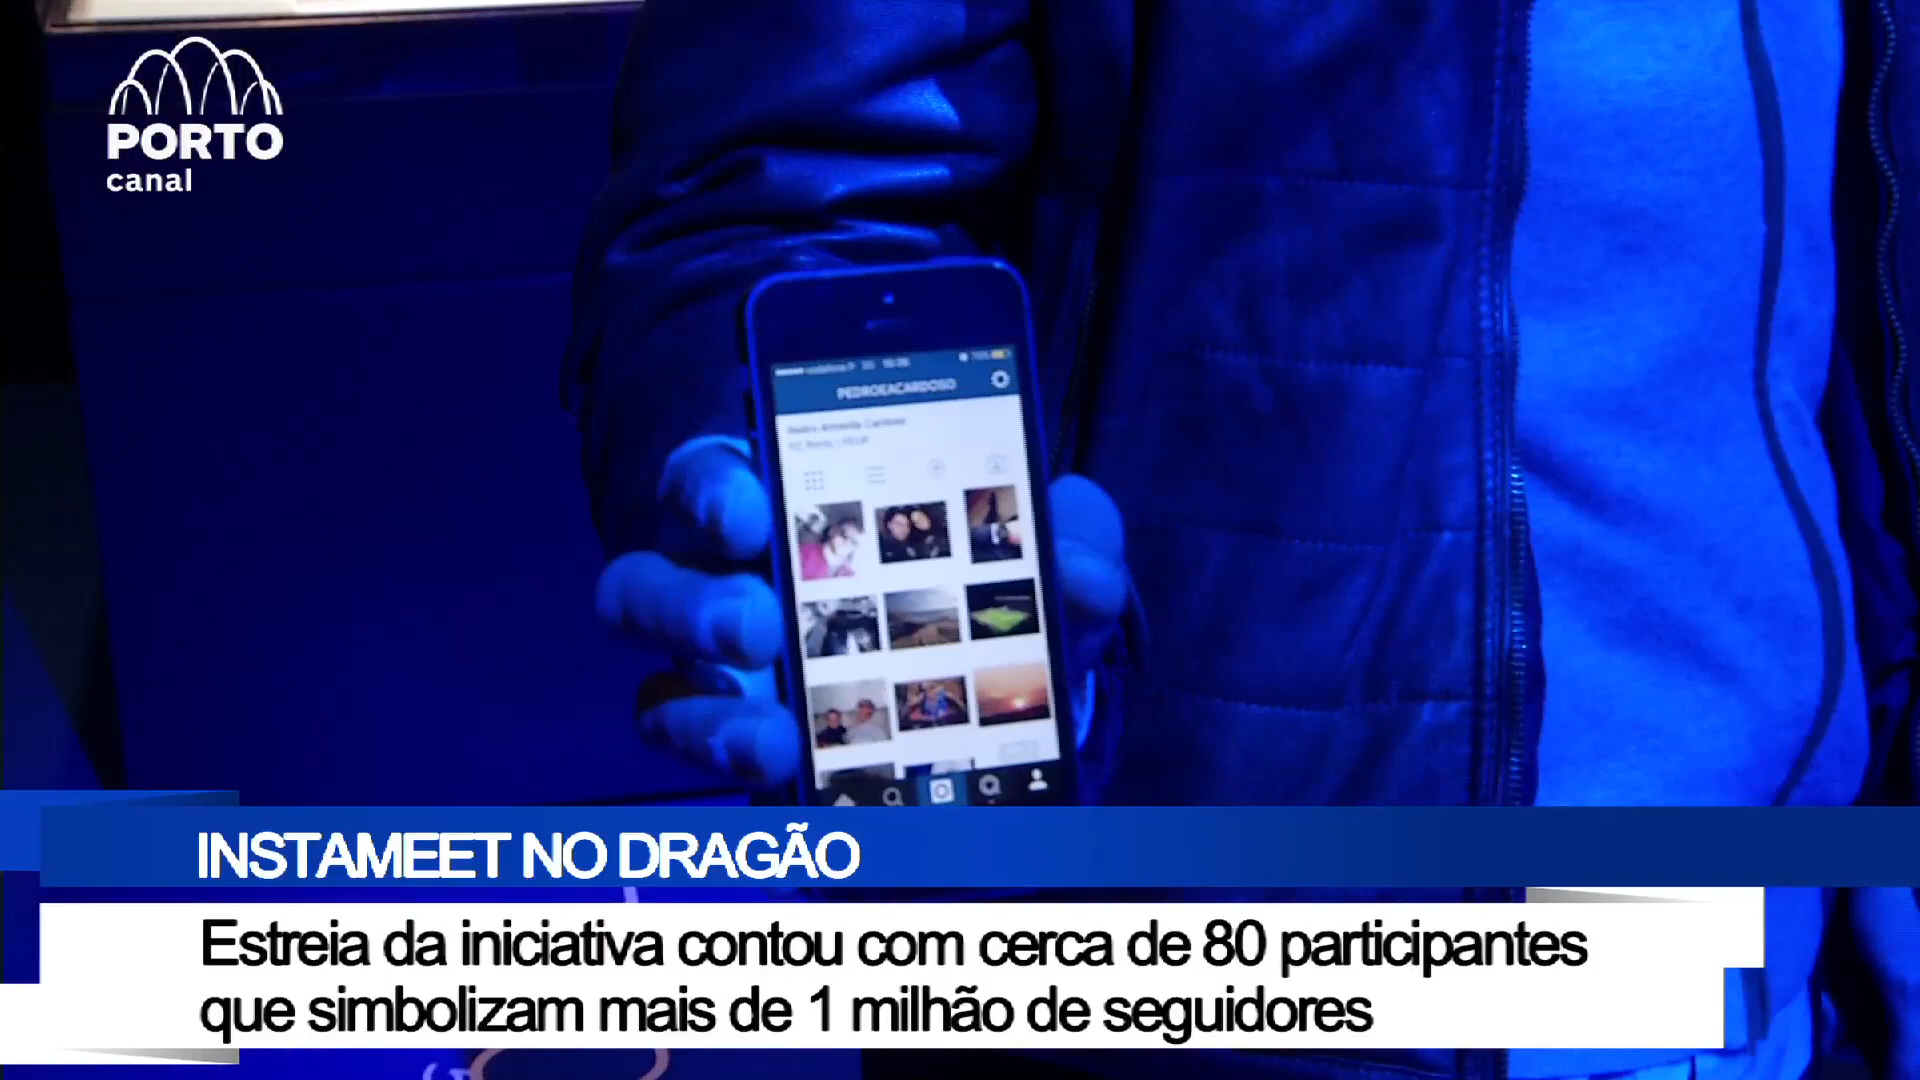 PORTO
canal
PEDROEACARDOSO
INSTAMEET NO DRAGÃO
Estreia da iniciativa contou com cerca de 80 participantes
que simbolizam mais de 1 milhão de seguidores